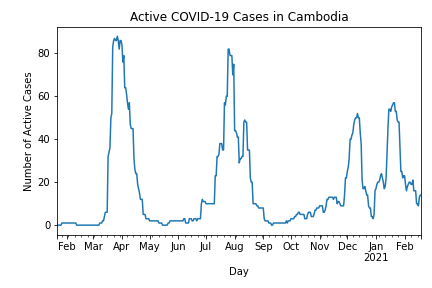 Active COVID-19 Cases in Cambodia
Number of Active Cases
80
60
40
20
0
Feb Mar Apr May Jun Jul Aug Sep Oct Nov Dec Jan Feb
2021
Day